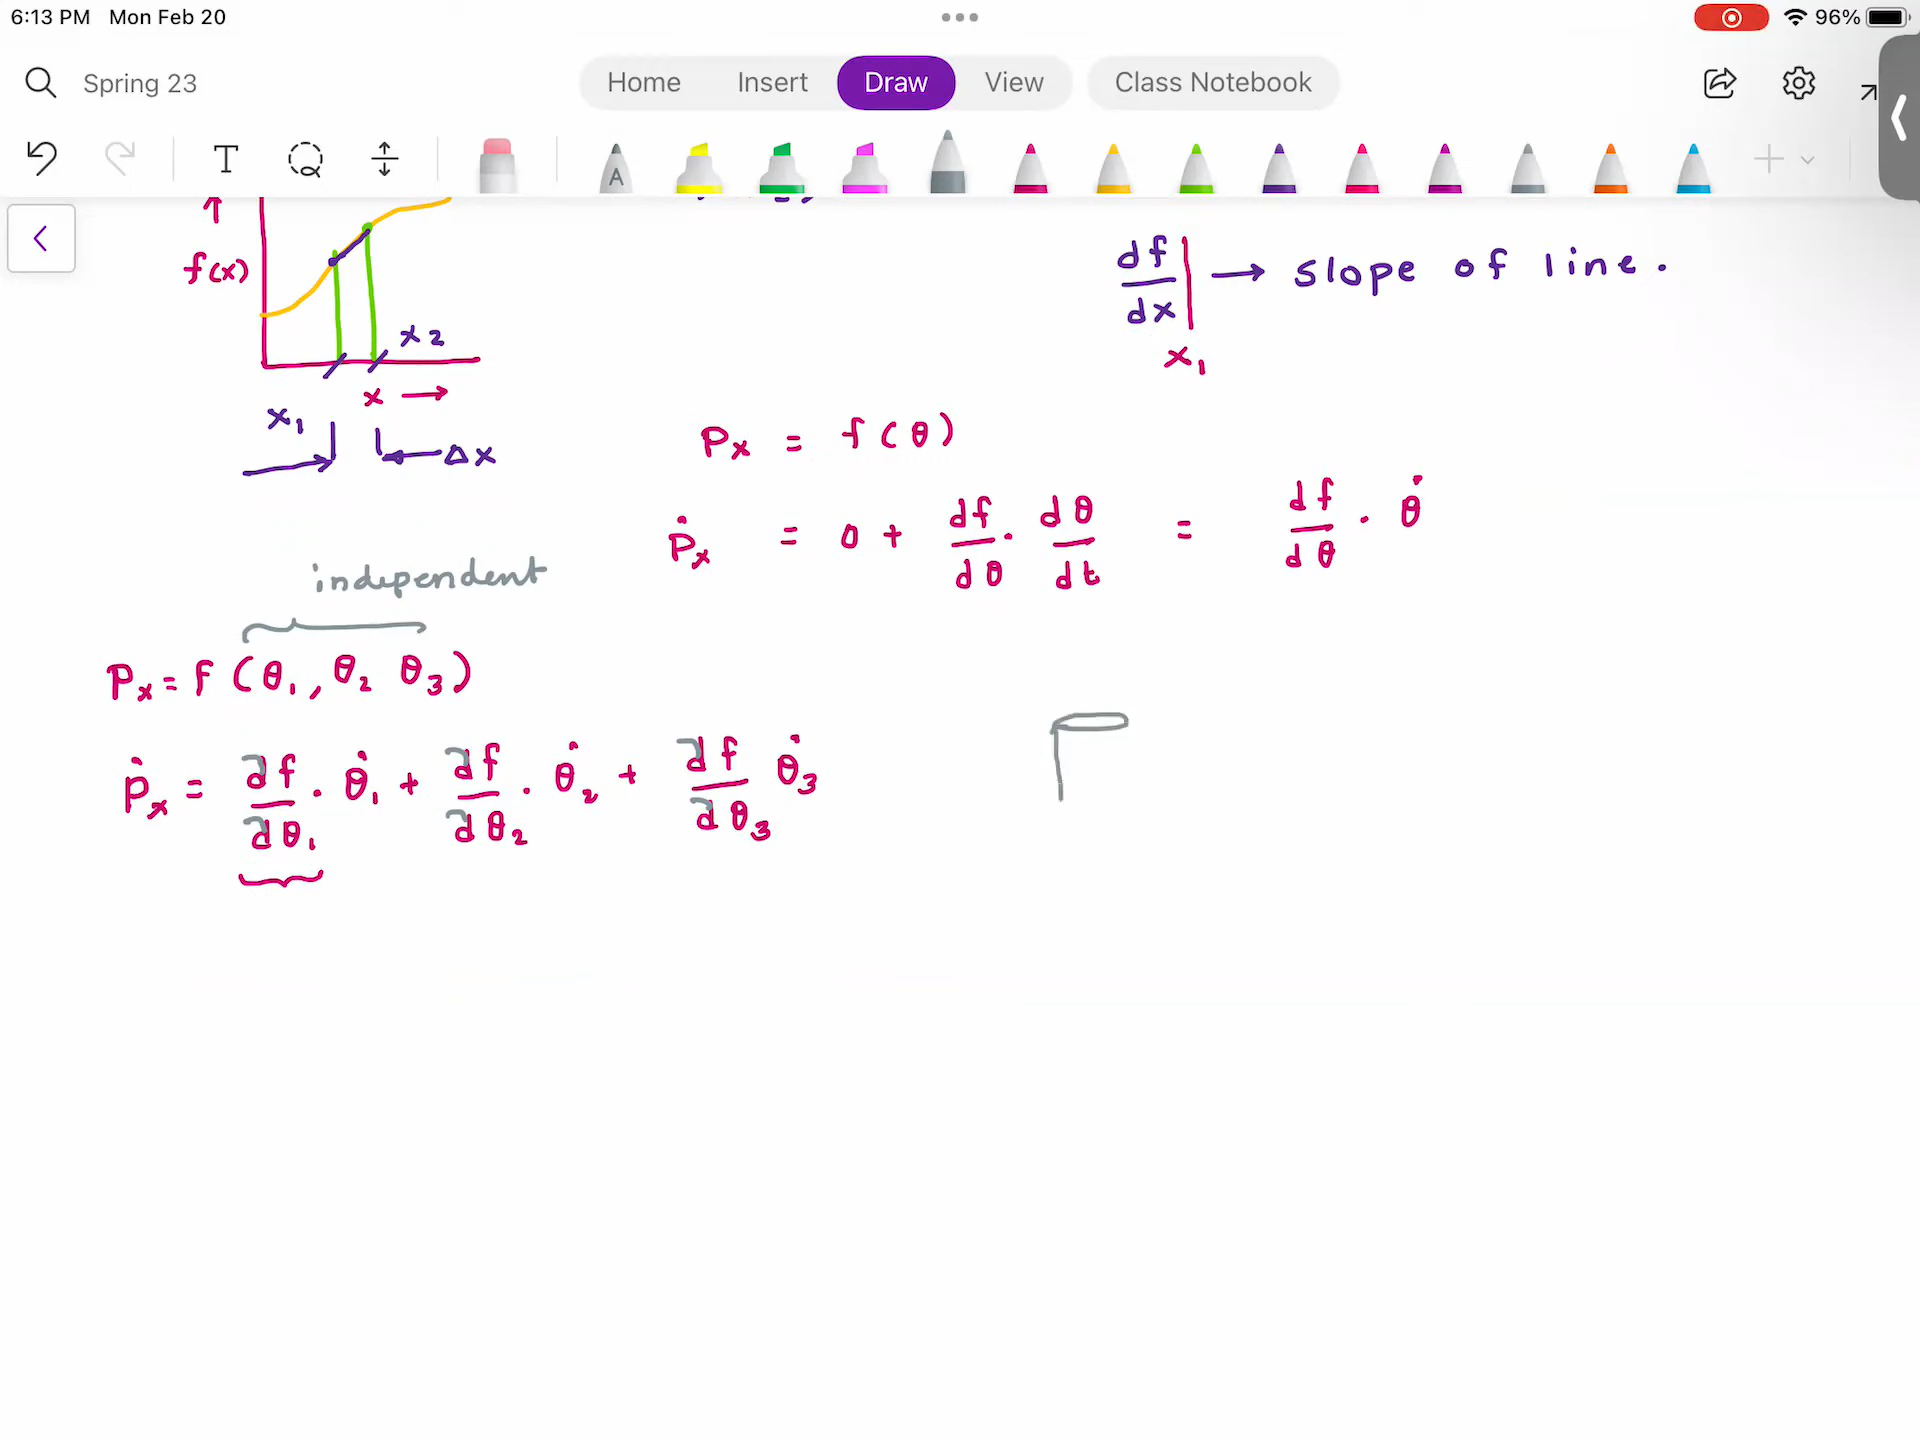 6:13 PM Mon Feb 20
96%
Spring 23
Home Insert Draw View Class Notebook
T
A
f(x)
x2
x →
x1
Δx
df/dx | x1 → slope of line.
Px = f(θ)
Ṗx = 0 + df/dθ · dθ/dt = df/dθ · θ̇
independent
Px = f(θ1, θ2 θ3)
Ṗx = ∂f/∂θ1 · θ̇1 + ∂f/∂θ2 · θ̇2 + ∂f/∂θ3 θ̇3